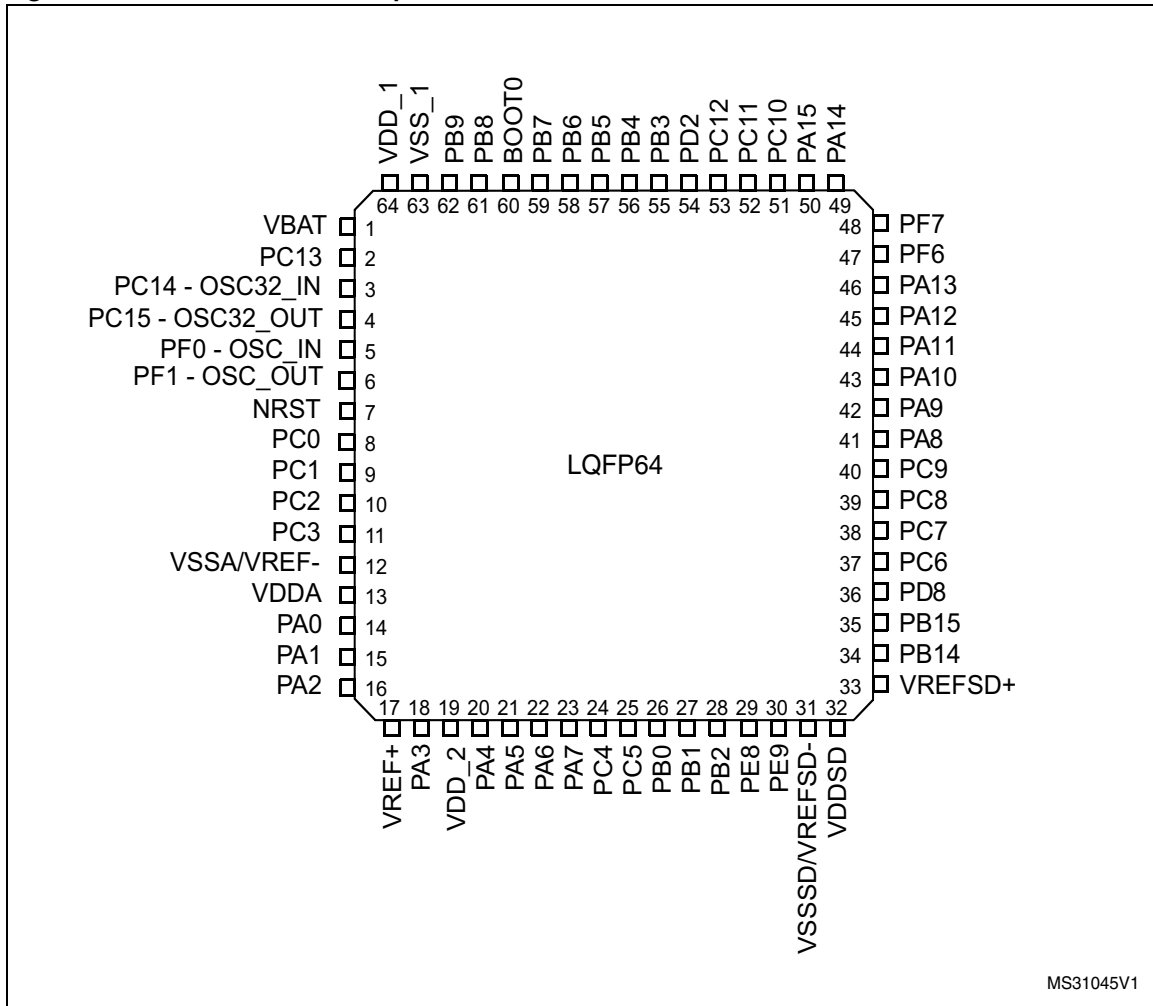 VDD_1
VSS_1
PB9
PB8
BOOT0
PB7
PB6
PB5
PB4
PB3
PD2
PC12
PC11
PC10
PA15
PA14
64 63 62 61 60 59 58 57 56 55 54 53 52 51 50 49
VBAT 1
PC13 2
PC14 - OSC32_IN 3
PC15 - OSC32_OUT 4
PF0 - OSC_IN 5
PF1 - OSC_OUT 6
NRST 7
PC0 8
PC1 9
PC2 10
PC3 11
VSSA/VREF- 12
VDDA 13
PA0 14
PA1 15
PA2 16
LQFP64
48 PF7
47 PF6
46 PA13
45 PA12
44 PA11
43 PA10
42 PA9
41 PA8
40 PC9
39 PC8
38 PC7
37 PC6
36 PD8
35 PB15
34 PB14
33 VREFSD+
17 18 19 20 21 22 23 24 25 26 27 28 29 30 31 32
VREF+
PA3
VDD_2
PA4
PA5
PA6
PA7
PC4
PC5
PB0
PB1
PB2
PE8
PE9
VSSSD/VREFSD-
VDDSD
MS31045V1